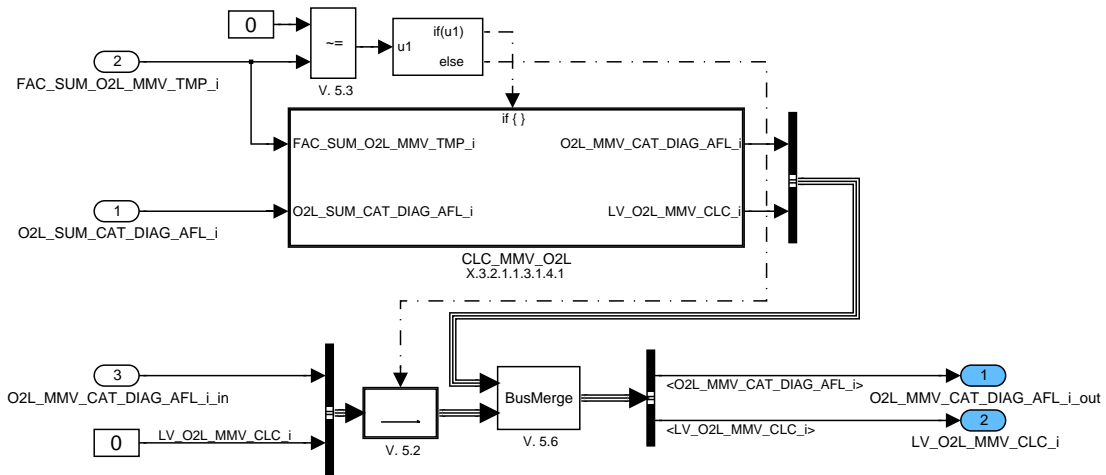 0
~=
V. 5.3
u1
if(u1)
else
2
FAC_SUM_O2L_MMV_TMP_i
if { }
FAC_SUM_O2L_MMV_TMP_i
O2L_MMV_CAT_DIAG_AFL_i
1
O2L_SUM_CAT_DIAG_AFL_i
O2L_SUM_CAT_DIAG_AFL_i
LV_O2L_MMV_CLC_i
CLC_MMV_O2L
X.3.2.1.1.3.1.4.1
3
O2L_MMV_CAT_DIAG_AFL_i_in
0
LV_O2L_MMV_CLC_i
V. 5.2
BusMerge
V. 5.6
<O2L_MMV_CAT_DIAG_AFL_i>
1
O2L_MMV_CAT_DIAG_AFL_i_out
<LV_O2L_MMV_CLC_i>
2
LV_O2L_MMV_CLC_i